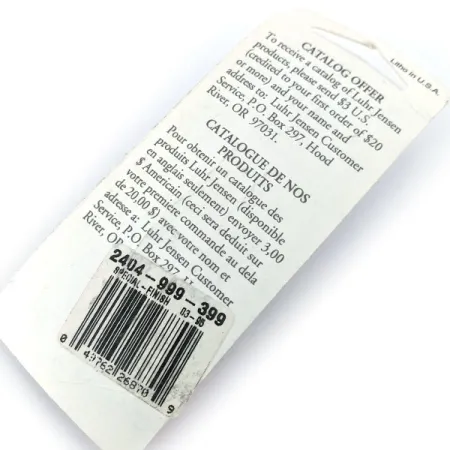 Litho in U.S.A.
CATALOG OFFER
To receive a catalog of Luhr Jensen
products, please send $3 U.S.
(credited to your first order of $20
or more) and your name and
address to: Luhr Jensen Customer
Service, P.O. Box 297, Hood
River, OR 97031.
CATALOGUE DE NOS
PRODUITS
Pour obtenir un catalogue des
produits Luhr Jensen (disponible
en anglais seulement) envoyer 3,00
$ Americain (ceci sera deduit sur
votre premiere commande au dela
de 20,00 $) avec votre nom et
adresse a: Luhr Jensen Customer
Service, P.O. Box 297,
River,
2404-999-399
SPECIAL-FINISH 03-95
0 49762 26870 9